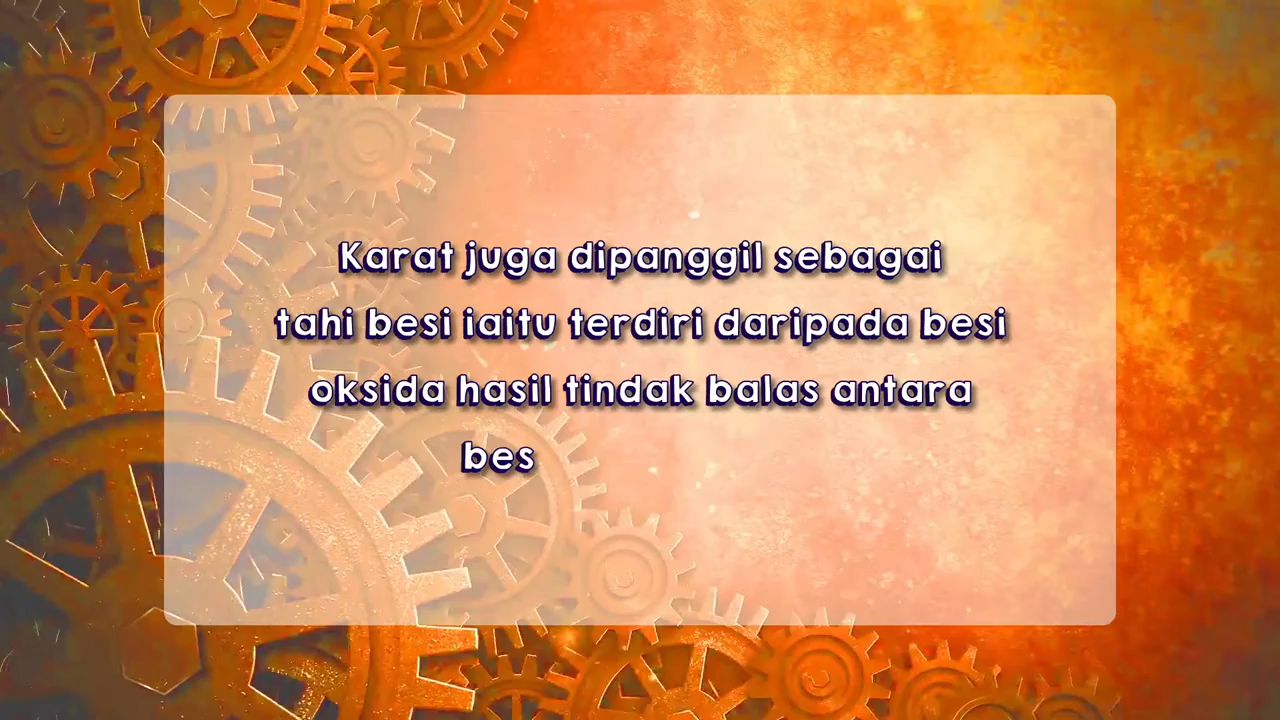 Karat juga dipanggil sebagai
tahi besi iaitu terdiri daripada besi
oksida hasil tindak balas antara
bes